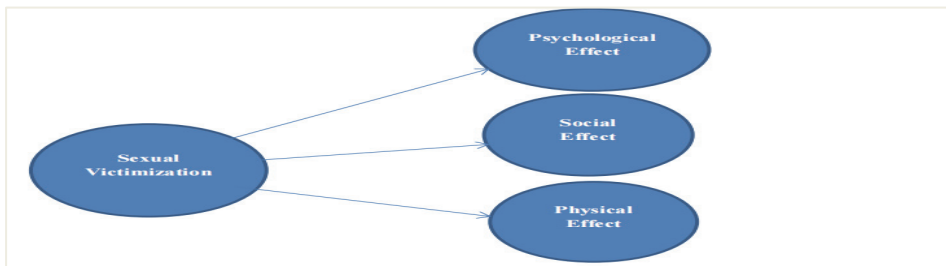 Psychological
Effect
Social
Effect
Sexual
Victimization
Physical
Effect